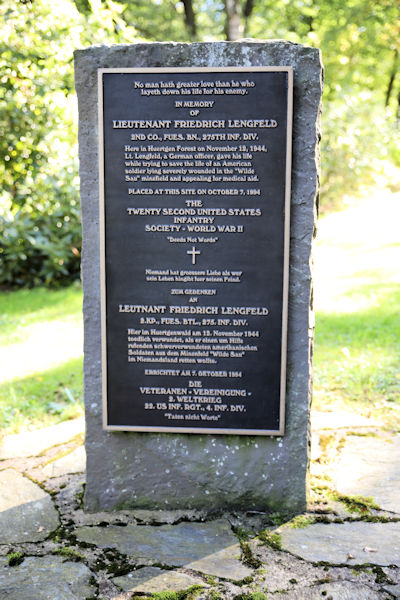 No man hath greater love than he who
layeth down his life for his enemy.
IN MEMORY
OF
LIEUTENANT FRIEDRICH LENGFELD
2ND CO., FUES. BN., 275TH INF. DIV.
Here in Huertgen Forest on November 12, 1944,
Lt. Lengfeld, a German officer, gave his life
while trying to save the life of an American
soldier lying severely wounded in the "Wilde
Sau" minefield and appealing for medical aid.
PLACED AT THIS SITE ON OCTOBER 7, 1994
THE
TWENTY SECOND UNITED STATES
INFANTRY
SOCIETY - WORLD WAR II
"Deeds Not Words"
Niemand hat groessere Liebe als wer
sein Leben hingibt fuer seinen Feind.
ZUM GEDENKEN
AN
LEUTNANT FRIEDRICH LENGFELD
2.KP., FUES. BTL., 275. INF. DIV.
Hier im Huertgenwald am 12. November 1944
toedlich verwundet, als er einen um Hilfe
rufenden schwerverwundeten amerikanischen
Soldaten aus dem Minenfeld "Wilde Sau"
im Niemandsland retten wollte.
ERRICHTET AM 7. OKTOBER 1994
DIE
VETERANEN - VEREINIGUNG -
2. WELTKRIEG
22. US INF. RGT., 4. INF. DIV.
"Taten nicht Worte"